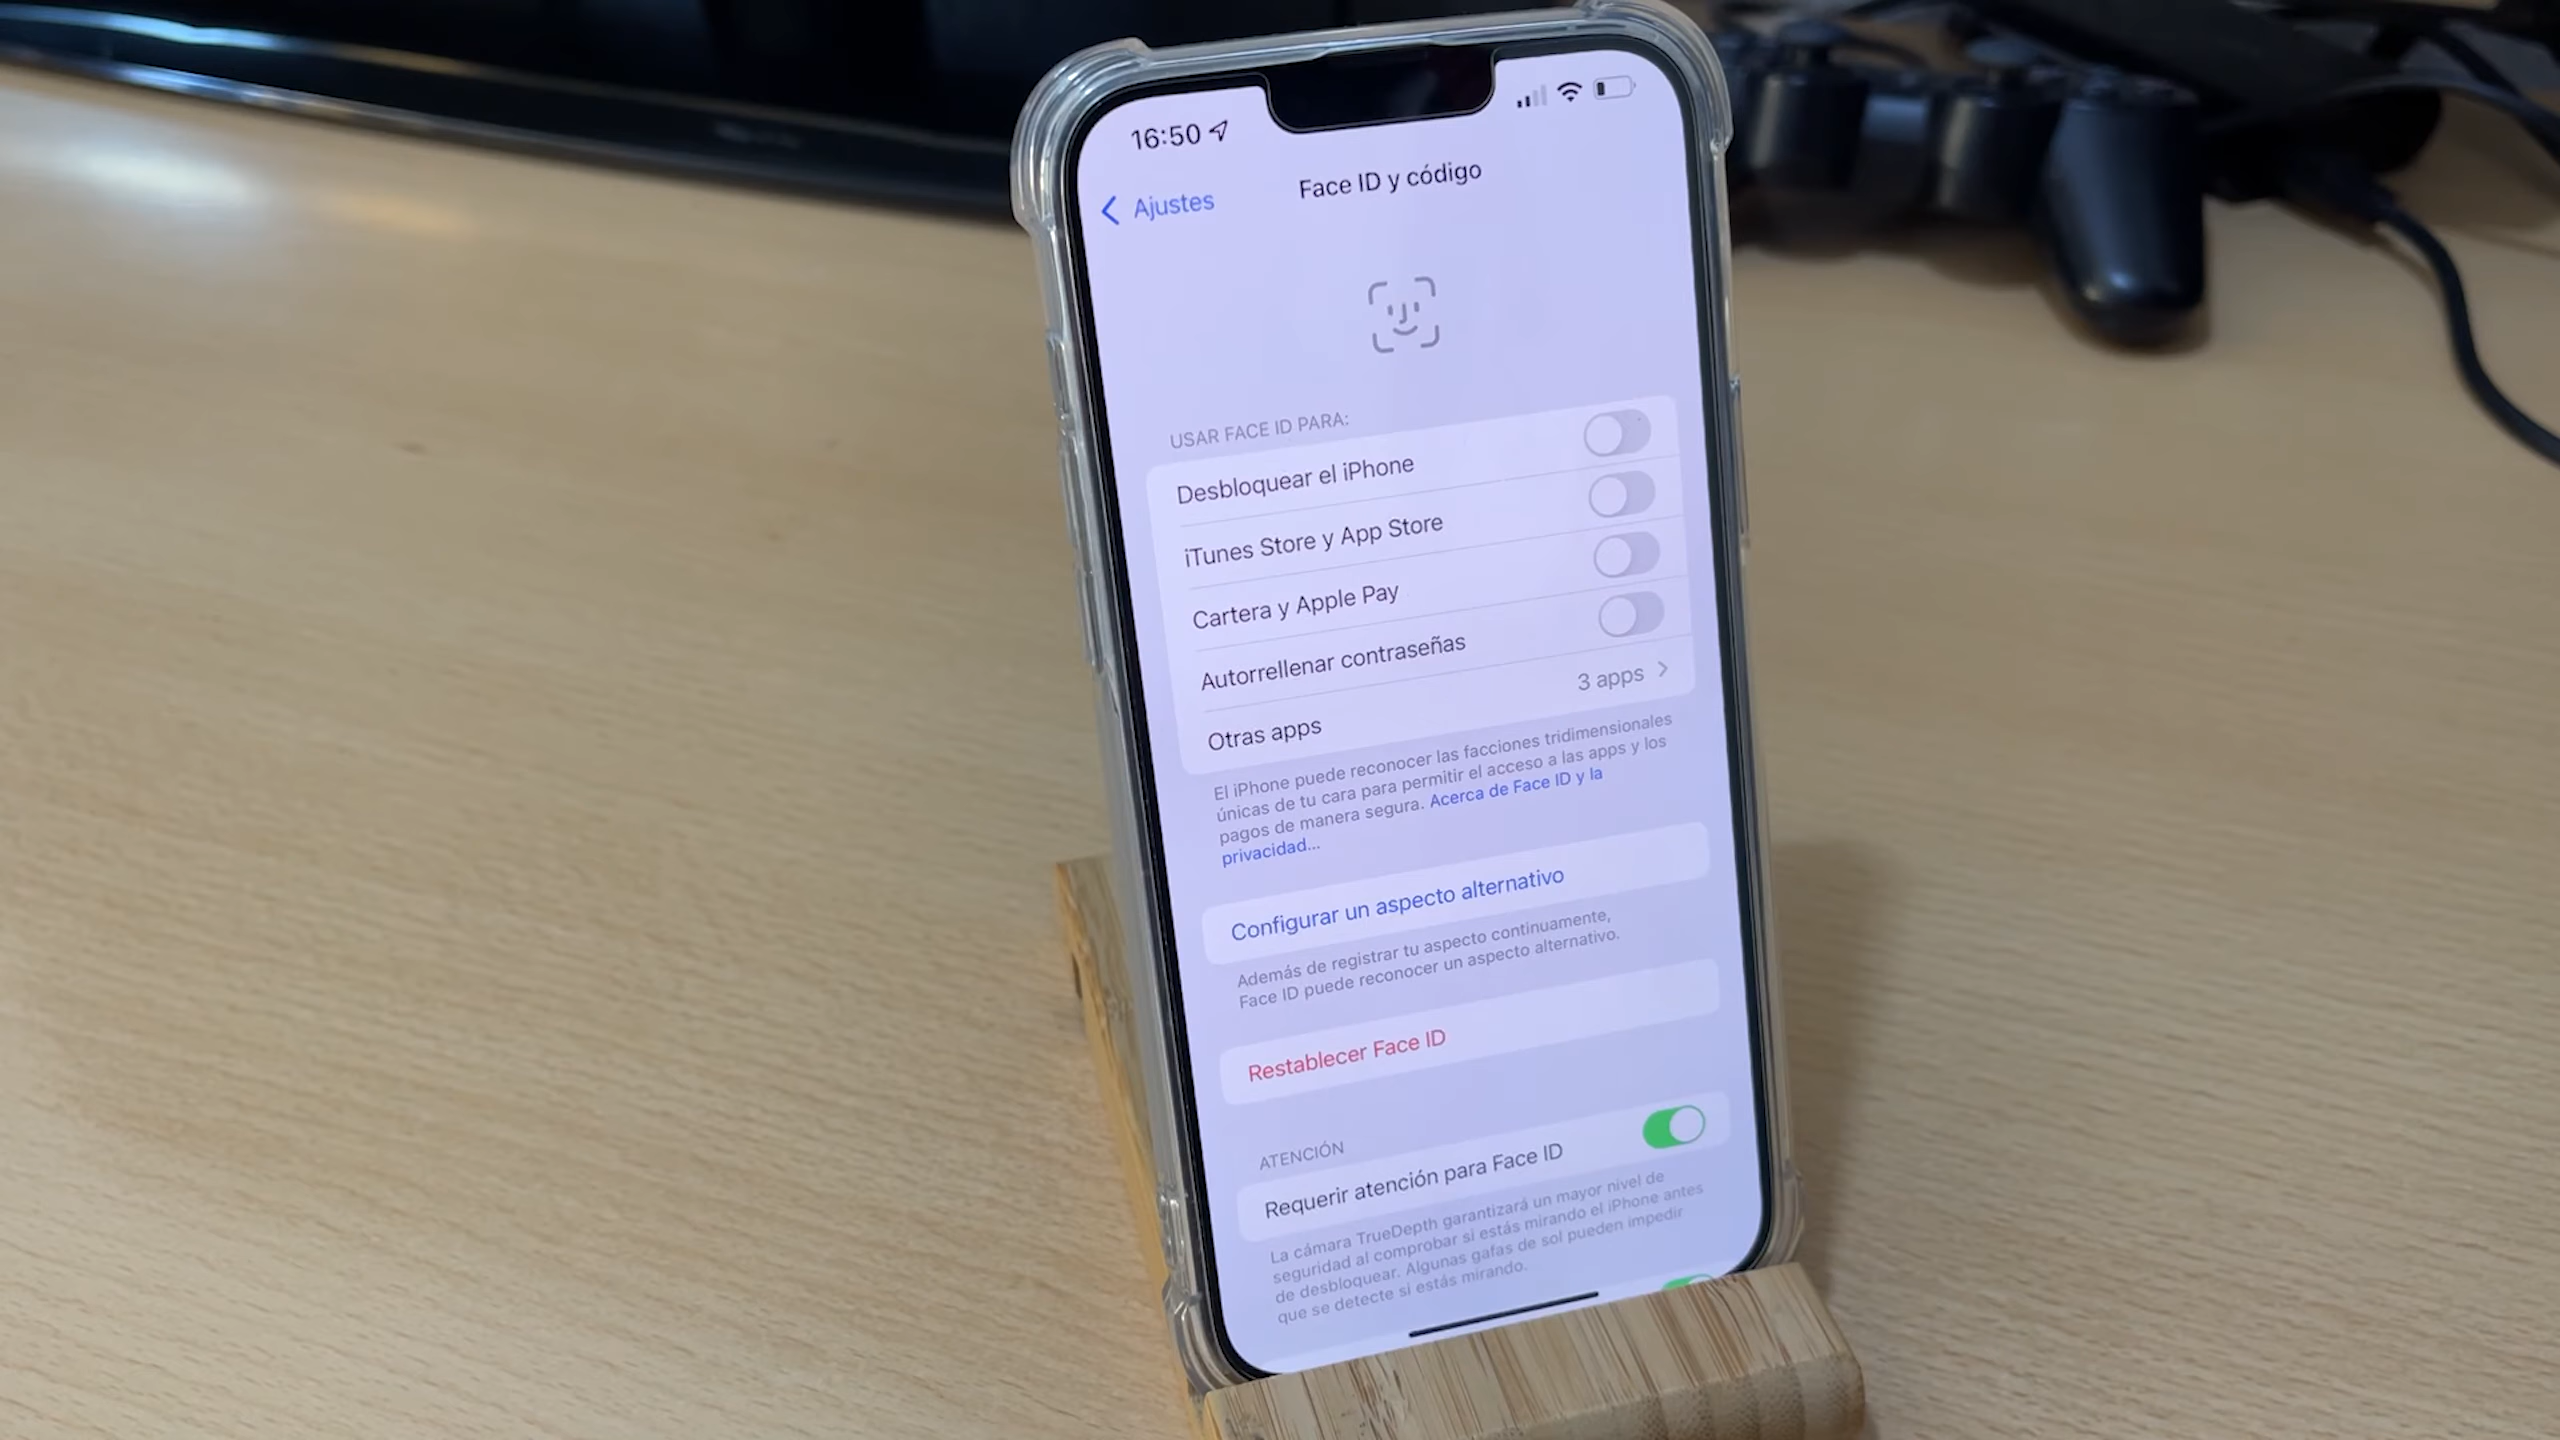 16:50
Ajustes
Face ID y código
USAR FACE ID PARA:
Desbloquear el iPhone
iTunes Store y App Store
Cartera y Apple Pay
Autorrellenar contraseñas
Otras apps 3 apps
El iPhone puede reconocer las facciones tridimensionales
únicas de tu cara para permitir el acceso a las apps y los
pagos de manera segura. Acerca de Face ID y la
privacidad...
Configurar un aspecto alternativo
Además de registrar tu aspecto continuamente,
Face ID puede reconocer un aspecto alternativo.
Restablecer Face ID
ATENCIÓN
Requerir atención para Face ID
La cámara TrueDepth garantizará un mayor nivel de
seguridad al comprobar si estás mirando el iPhone antes
de desbloquear. Algunas gafas de sol pueden impedir
que se detecte si estás mirando.